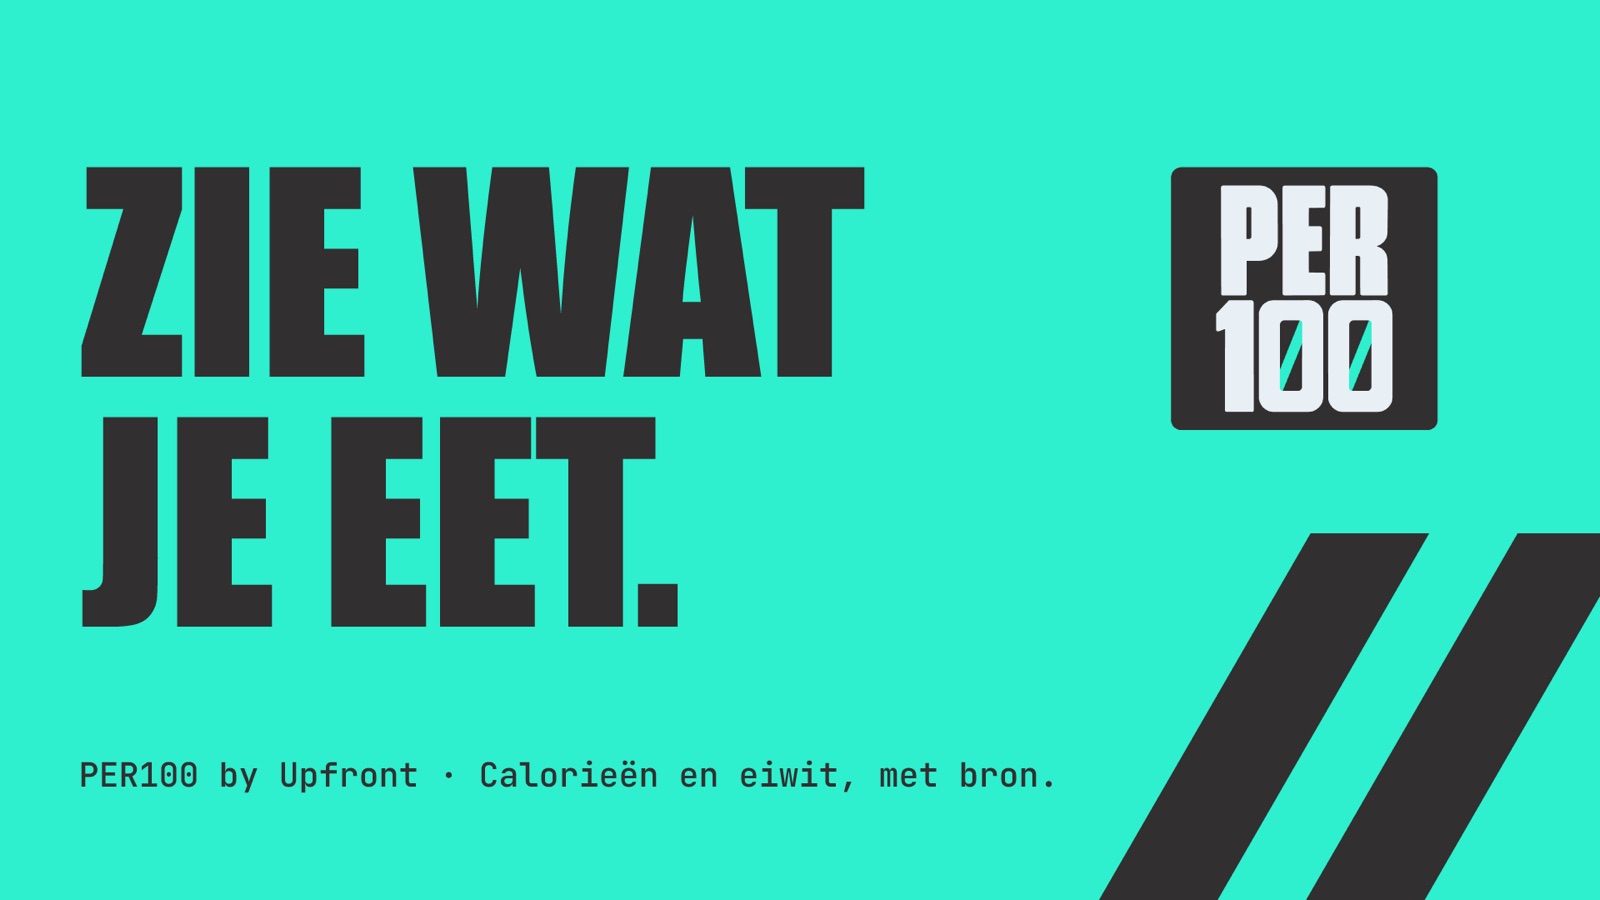 ZIE WAT
JE EET.
PER
100
PER100 by Upfront · Calorieën en eiwit, met bron.